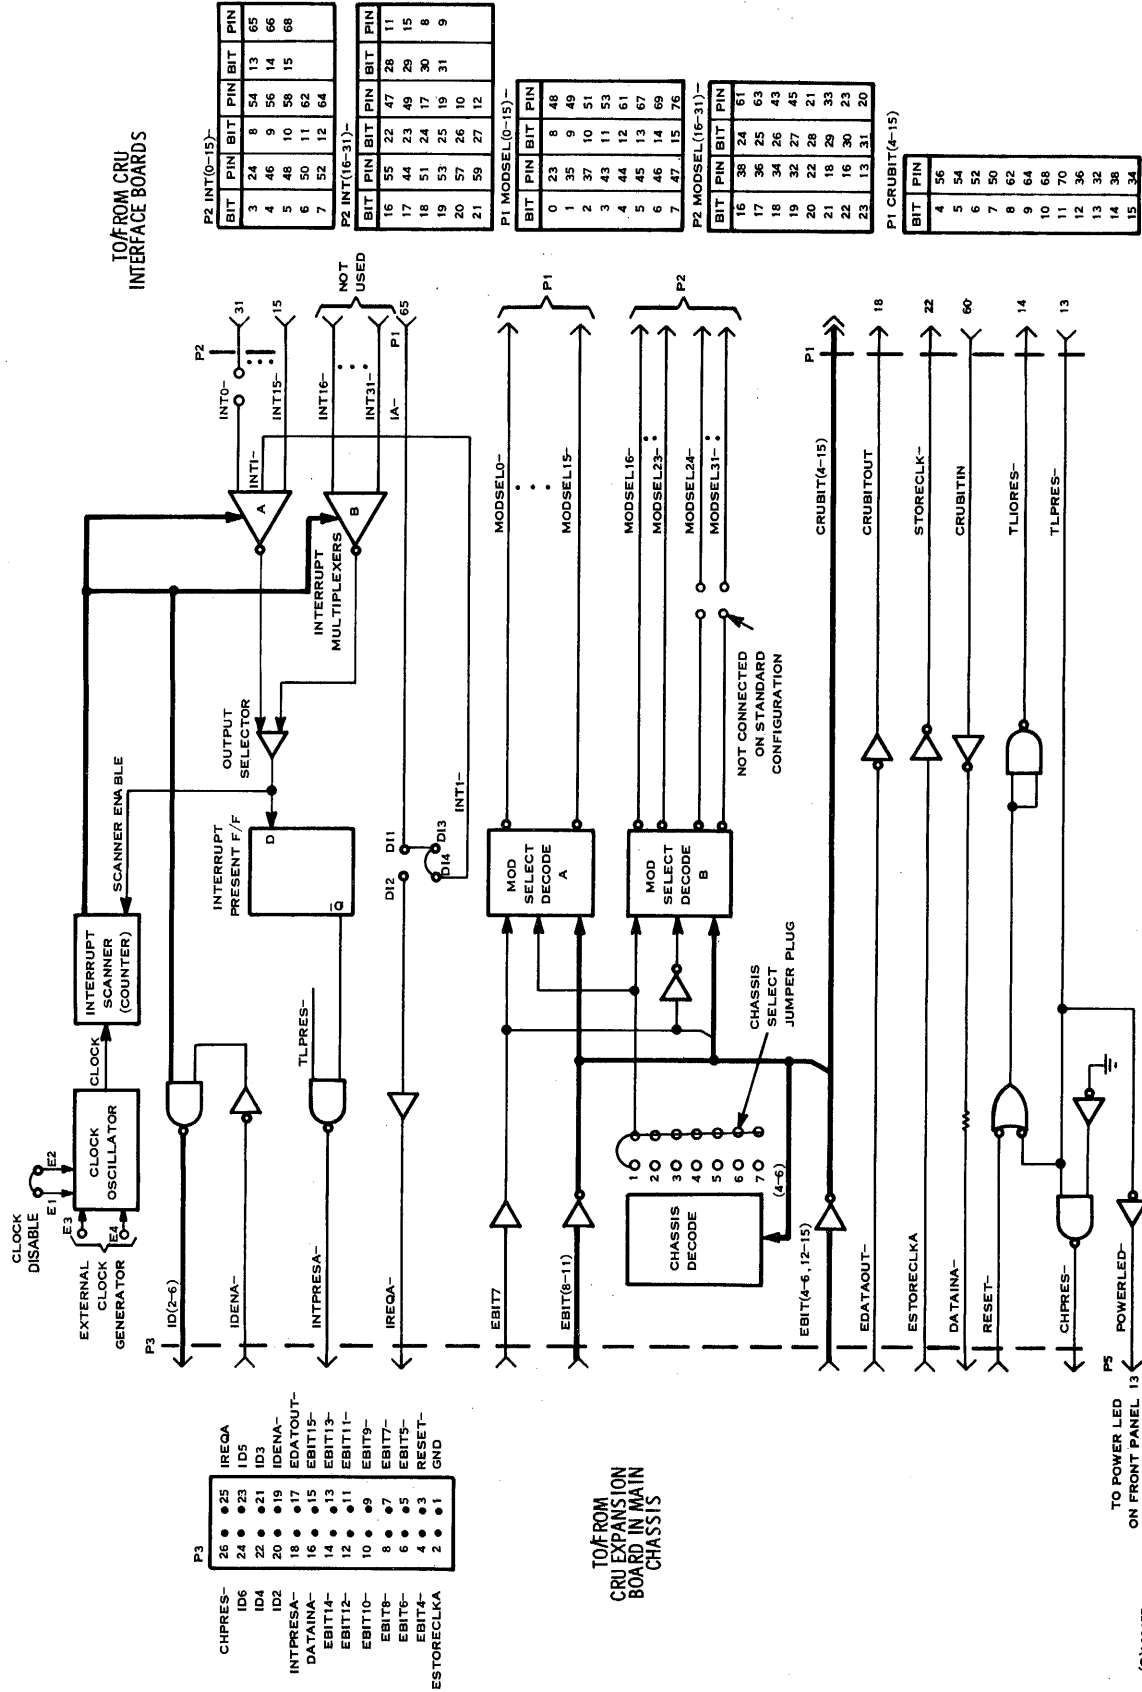 P3
CHPRES- 26 25 IREQA
ID6 24 23 ID5
ID4 22 21 ID3
ID2 20 19 IDENA-
INTPRESA- 18 17 EDATOUT-
DATAINA- 16 15 EBIT15-
EBIT14- 14 13 EBIT13-
EBIT12- 12 11 EBIT11-
EBIT10- 10 9 EBIT9-
EBIT8- 8 7 EBIT7-
EBIT6- 6 5 EBIT5-
EBIT4- 4 3 RESET-
ESTORECLKA 2 1 GND
TO/FROM
CRU EXPANSION
BOARD IN MAIN
CHASSIS
CLOCK
DISABLE
E1 E2
E3
E4
EXTERNAL
CLOCK
GENERATOR
CLOCK
OSCILLATOR
CLOCK
INTERRUPT
SCANNER
(COUNTER)
SCANNER ENABLE
P3
ID(2-6)
IDENA-
INTPRESA-
TLPRES-
IREQA-
INTERRUPT
PRESENT F/F
D
Q
OUTPUT
SELECTOR
INTERRUPT
MULTIPLEXERS
A
B
DI2 DI1
DI4 DI3
INT1-
INT0-
INT1-
INT15-
INT16-
INT31-
IA-
P2
31
15
NOT
USED
P1
65
EBIT7
EBIT(8-11)
CHASSIS
DECODE
1
2
3
4
5
6
7
(4-6)
CHASSIS
SELECT
JUMPER PLUG
MOD
SELECT
DECODE
A
MOD
SELECT
DECODE
B
MODSEL0-
MODSEL15-
P1
MODSEL16-
MODSEL23-
MODSEL24-
MODSEL31-
P2
NOT CONNECTED
ON STANDARD
CONFIGURATION
EBIT(4-6, 12-15)
CRUBIT(4-15)
P1
EDATAOUT-
CRUBITOUT
18
ESTORECLKA
STORECLK-
22
DATAINA-
CRUBITIN
60
RESET-
TLIORES-
14
CHPRES-
TLPRES-
13
POWERLED-
P5
TO POWER LED
ON FRONT PANEL 13
TO/FROM CRU
INTERFACE BOARDS
P2 INT(0-15)-
BIT PIN BIT PIN BIT PIN
3 24 8 54 13 65
4 46 9 56 14 66
5 48 10 58 15 68
6 50 11 62
7 52 12 64
P2 INT(16-31)-
BIT PIN BIT PIN BIT PIN
16 55 22 47 28 11
17 44 23 49 29 15
18 51 24 17 30 8
19 53 25 19 31 9
20 57 26 10
21 59 27 12
P1 MODSEL(0-15)-
BIT PIN BIT PIN
0 23 8 48
1 35 9 49
2 37 10 51
3 43 11 53
4 44 12 61
5 45 13 67
6 46 14 69
7 47 15 76
P2 MODSEL(16-31)-
BIT PIN BIT PIN
16 38 24 61
17 36 25 63
18 34 26 43
19 32 27 45
20 22 28 21
21 18 29 33
22 16 30 23
23 13 31 20
P1 CRUBIT(4-15)
BIT PIN
4 56
5 54
6 52
7 50
8 62
9 64
10 68
11 70
12 36
13 32
14 38
15 34